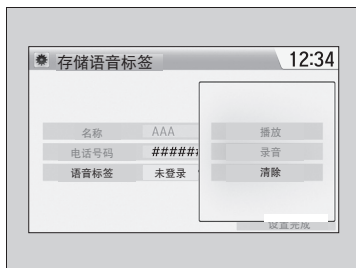 存储语音标签
12:34
名称 AAA 播放
电话号码 ###### 录音
语音标签 未登录 清除
设置完成